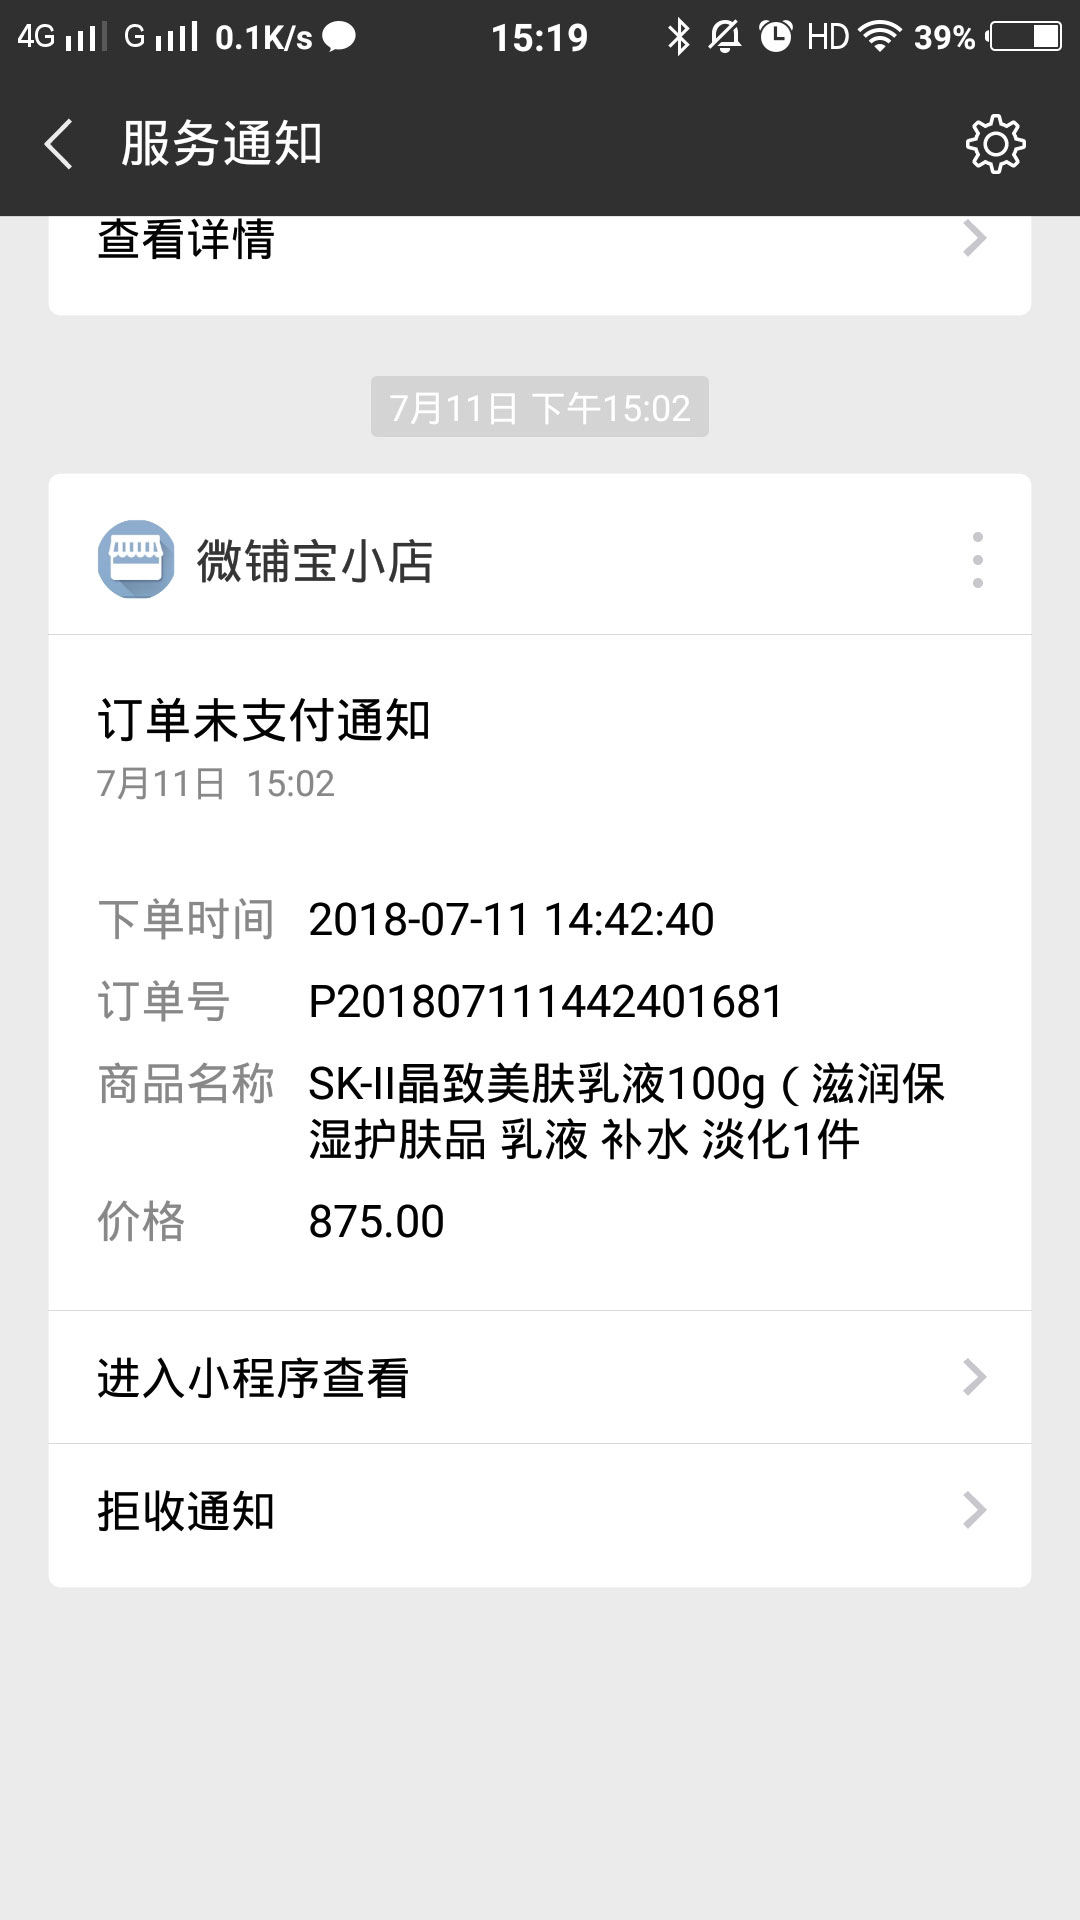 4G G 0.1K/s 15:19 HD 39%
服务通知
查看详情
7月11日 下午15:02
微铺宝小店
订单未支付通知
7月11日 15:02
下单时间 2018-07-11 14:42:40
订单号 P201807111442401681
商品名称 SK-II晶致美肤乳液100g（滋润保
湿护肤品 乳液 补水 淡化1件
价格 875.00
进入小程序查看
拒收通知